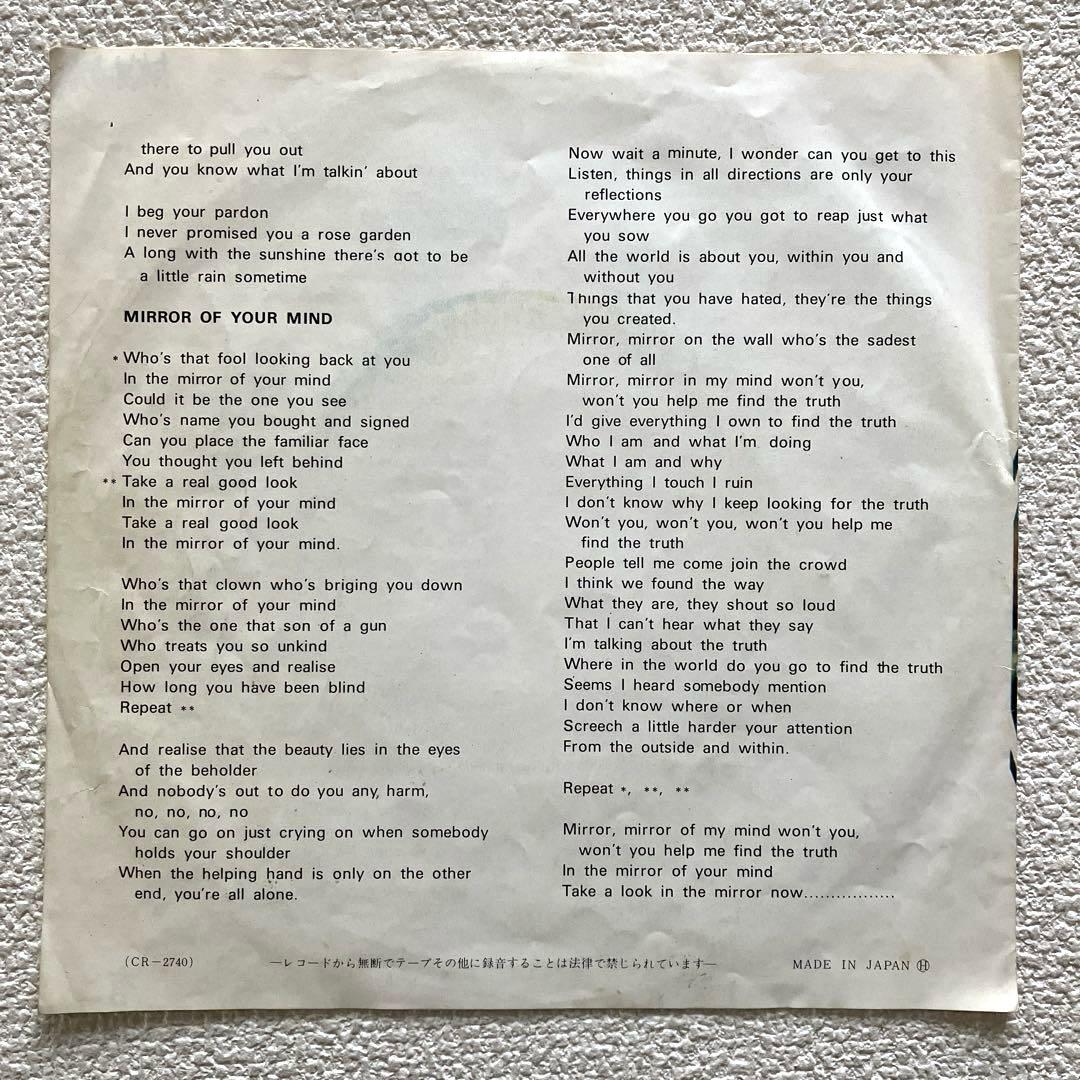 there to pull you out
And you know what I'm talkin' about
I beg your pardon
I never promised you a rose garden
A long with the sunshine there's got to be
a little rain sometime
MIRROR OF YOUR MIND
* Who's that fool looking back at you
In the mirror of your mind
Could it be the one you see
Who's name you bought and signed
Can you place the familiar face
You thought you left behind
** Take a real good look
In the mirror of your mind
Take a real good look
In the mirror of your mind.
Who's that clown who's briging you down
In the mirror of your mind
Who's the one that son of a gun
Who treats you so unkind
Open your eyes and realise
How long you have been blind
Repeat **
And realise that the beauty lies in the eyes
of the beholder
And nobody's out to do you any, harm,
no, no, no, no
You can go on just crying on when somebody
holds your shoulder
When the helping hand is only on the other
end, you're all alone.
Now wait a minute, I wonder can you get to this
Listen, things in all directions are only your
reflections
Everywhere you go you got to reap just what
you sow
All the world is about you, within you and
without you
Things that you have hated, they're the things
you created.
Mirror, mirror on the wall who's the sadest
one of all
Mirror, mirror in my mind won't you,
won't you help me find the truth
I'd give everything I own to find the truth
Who I am and what I'm doing
What I am and why
Everything I touch I ruin
I don't know why I keep looking for the truth
Won't you, won't you, won't you help me
find the truth
People tell me come join the crowd
I think we found the way
What they are, they shout so loud
That I can't hear what they say
I'm talking about the truth
Where in the world do you go to find the truth
Seems I heard somebody mention
I don't know where or when
Screech a little harder your attention
From the outside and within.
Repeat *, **, **
Mirror, mirror of my mind won't you,
won't you help me find the truth
In the mirror of your mind
Take a look in the mirror now.................
(CR－2740)
—レコードから無断でテープその他に録音することは法律で禁じられています—
MADE IN JAPAN Ⓗ